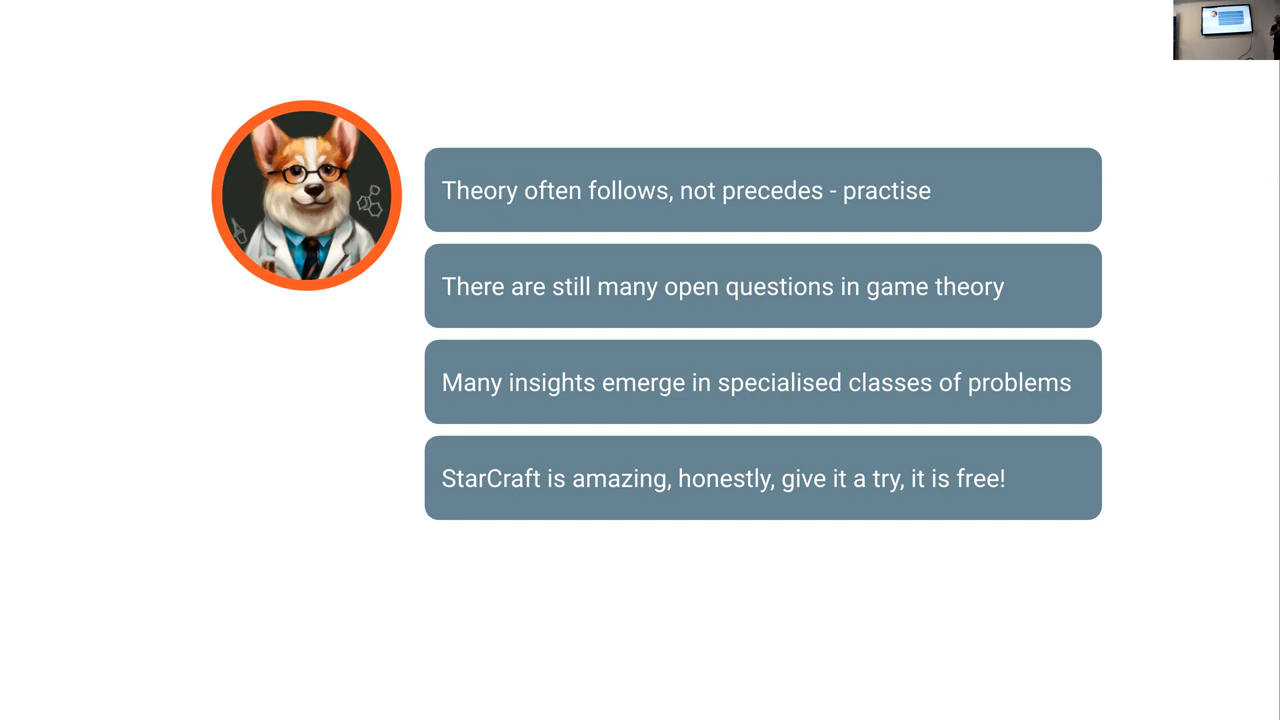 Theory often follows, not precedes - practise
There are still many open questions in game theory
Many insights emerge in specialised classes of problems
StarCraft is amazing, honestly, give it a try, it is free!